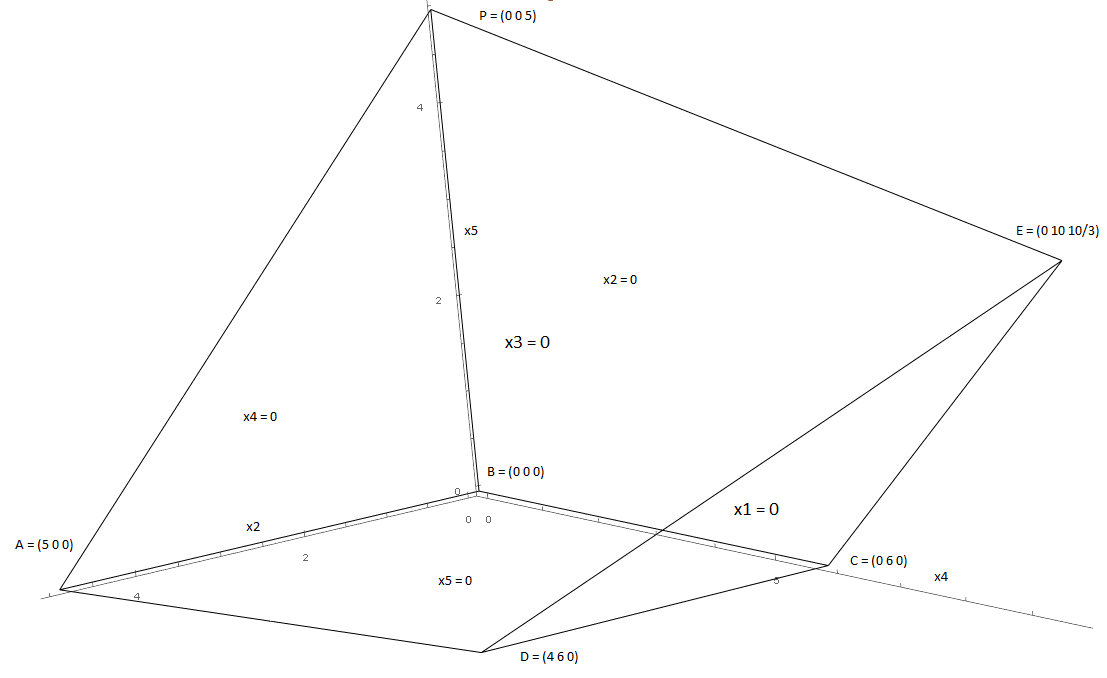 P = (0 0 5)
4
x5
E = (0 10 10/3)
x2 = 0
2
x3 = 0
x4 = 0
B = (0 0 0)
0
0 0
x1 = 0
x2
A = (5 0 0)
2
C = (0 6 0)
x4
x5 = 0
5
4
D = (4 6 0)